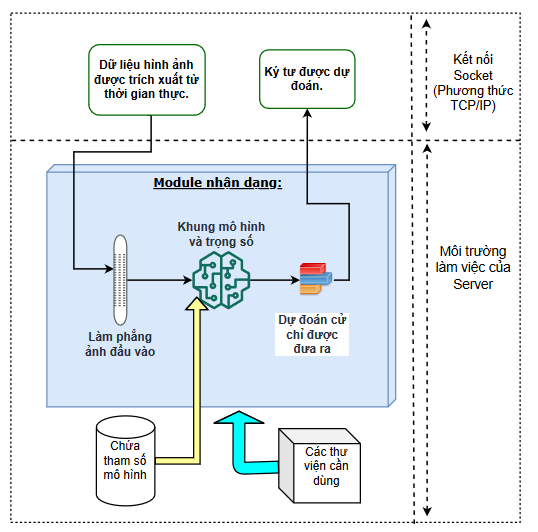 Dữ liệu hình ảnh
được trích xuất từ
thời gian thực.
Ký tư được dự
đoán.
Kết nối
Socket
(Phương thức
TCP/IP)
Module nhận dạng:
Khung mô hình
và trọng số
Làm phẳng
ảnh đầu vào
Dự đoán cử
chỉ được
đưa ra
Môi trường
làm việc của
Server
Chứa
tham số
mô hình
Các thư
viện cần
dùng